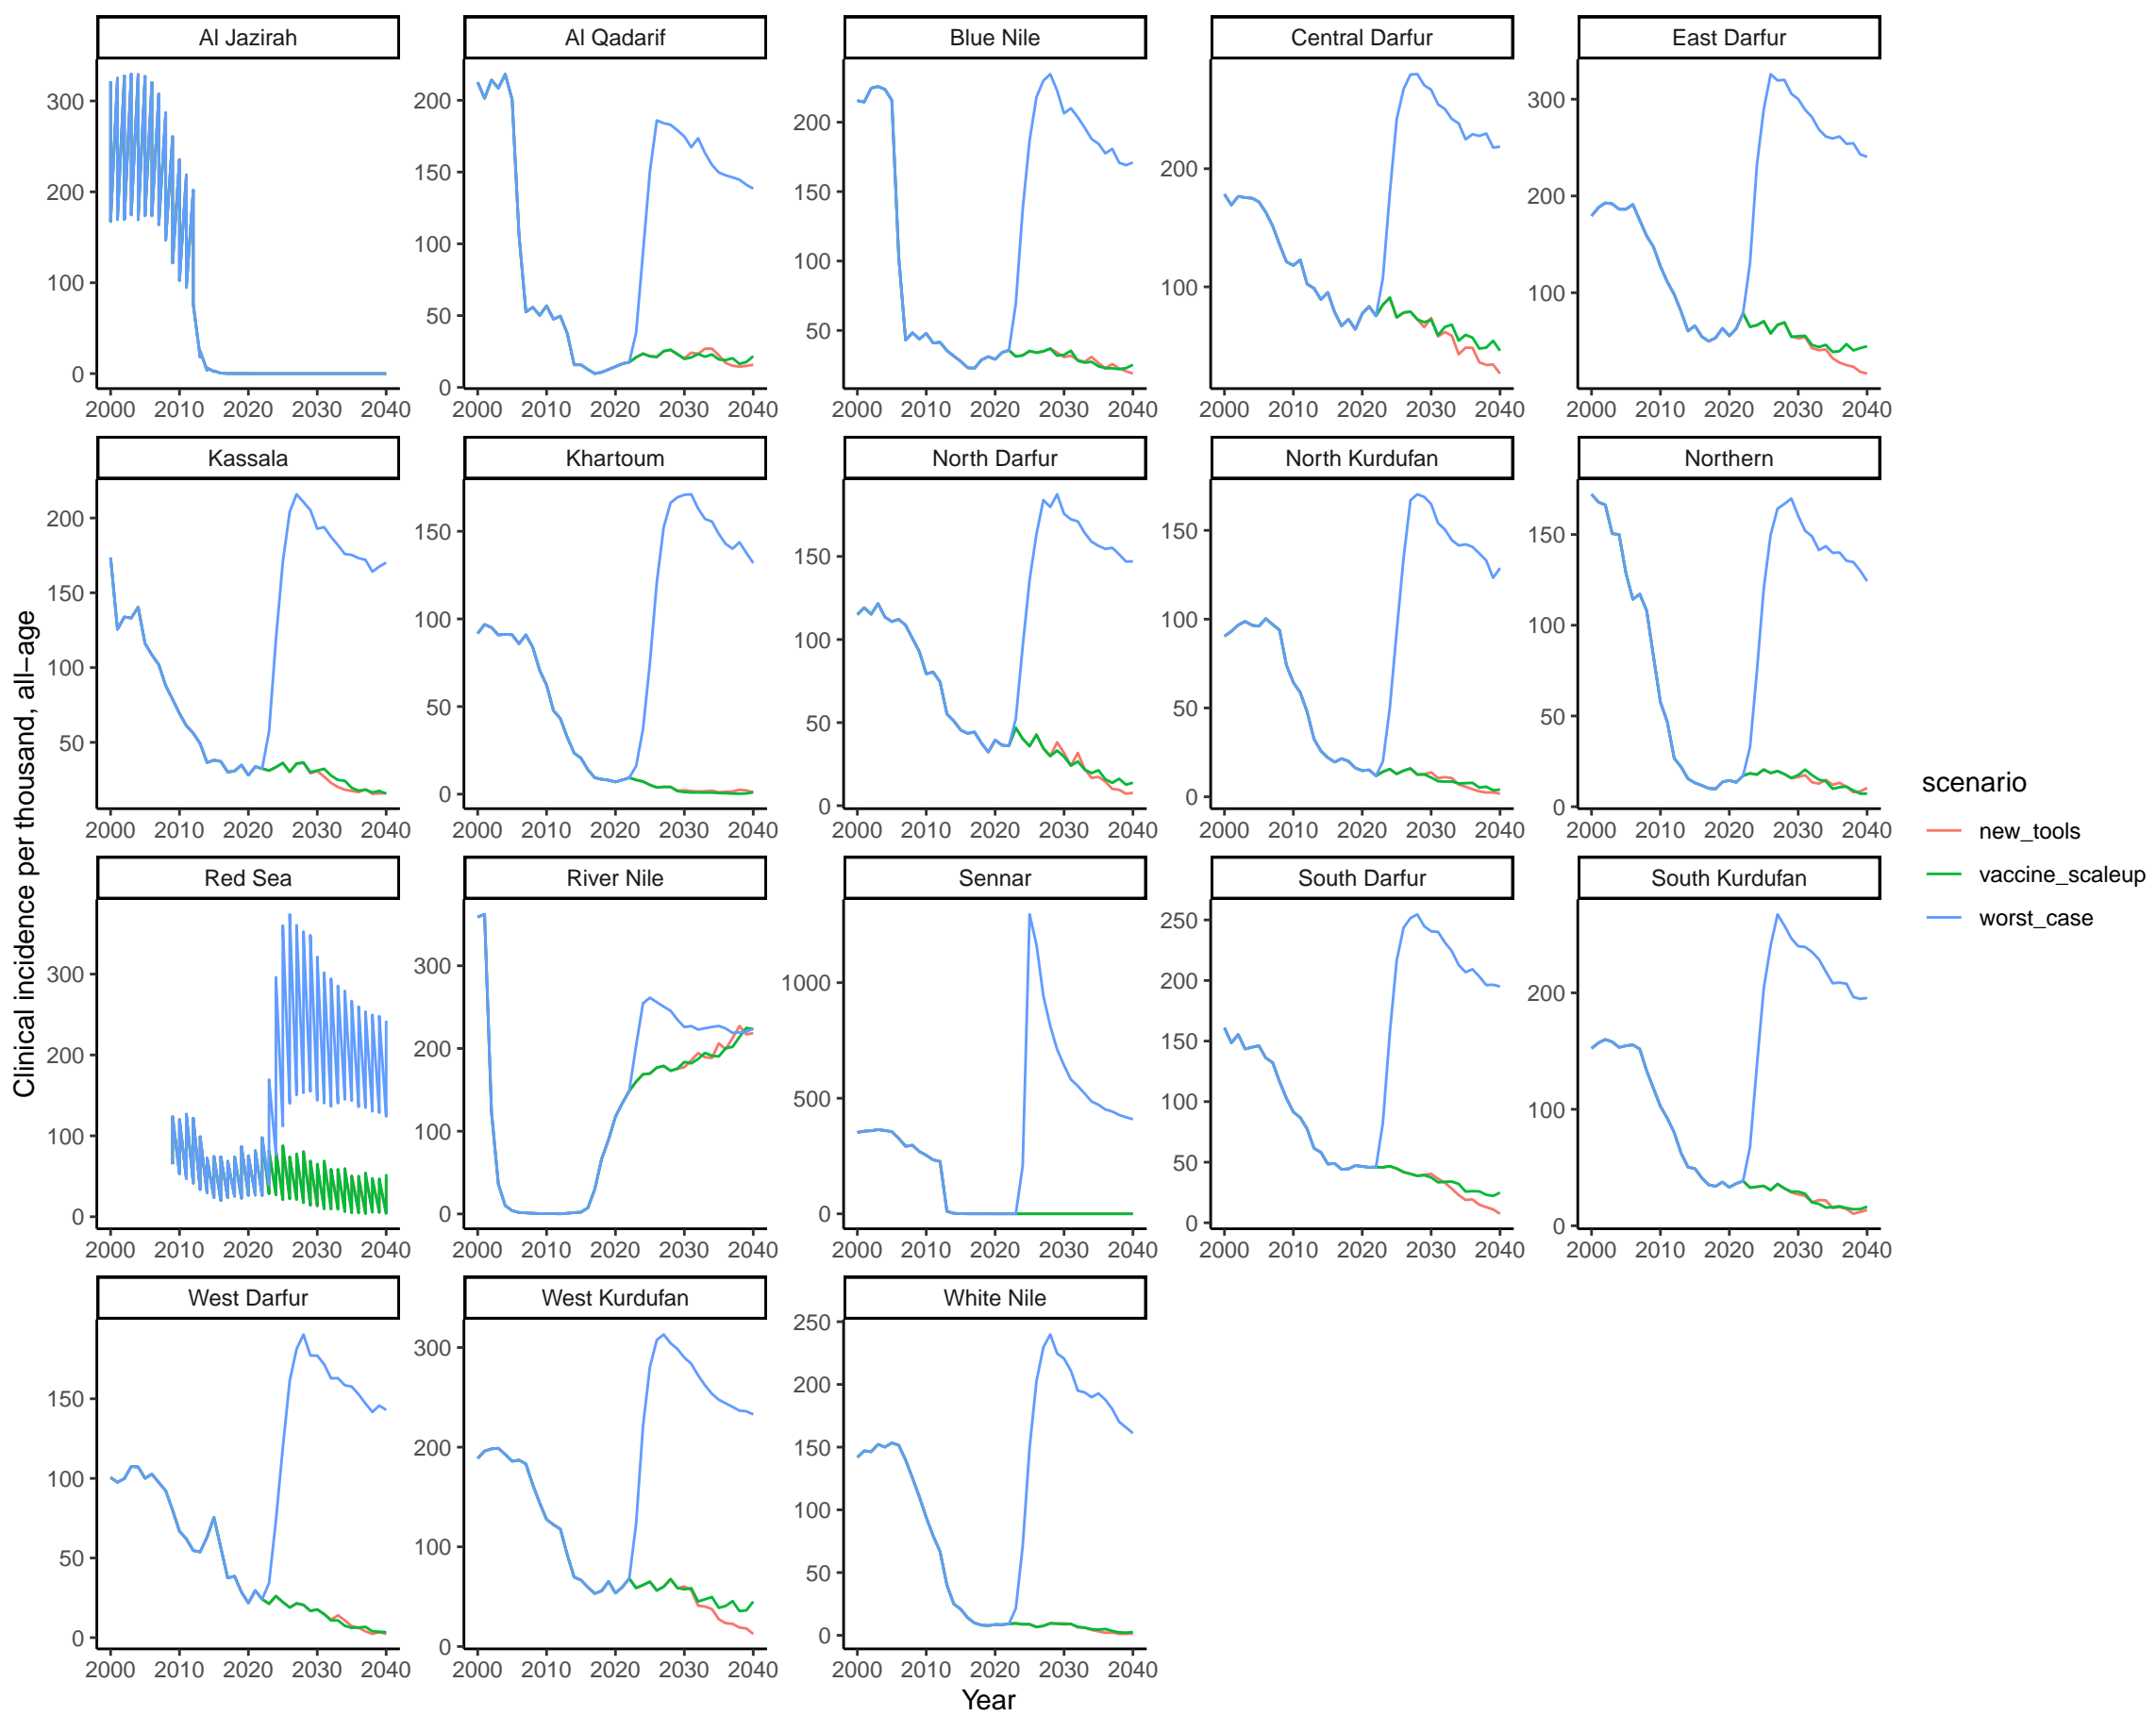 Al Jazirah
Al Qadarif
Blue Nile
Central Darfur
East Darfur
300
200
100
0
200
150
100
50
0
200
150
100
50
200
100
300
200
100
2000 2010 2020 2030 2040
2000 2010 2020 2030 2040
2000 2010 2020 2030 2040
2000 2010 2020 2030 2040
2000 2010 2020 2030 2040
Kassala
Khartoum
North Darfur
North Kurdufan
Northern
200
150
100
50
150
100
50
0
150
100
50
0
150
100
50
0
150
100
50
0
2000 2010 2020 2030 2040
2000 2010 2020 2030 2040
2000 2010 2020 2030 2040
2000 2010 2020 2030 2040
2000 2010 2020 2030 2040
Clinical incidence per thousand, all−age
Red Sea
River Nile
Sennar
South Darfur
South Kurdufan
300
200
100
0
300
200
100
0
1000
500
0
250
200
150
100
50
0
200
100
0
2000 2010 2020 2030 2040
2000 2010 2020 2030 2040
2000 2010 2020 2030 2040
2000 2010 2020 2030 2040
2000 2010 2020 2030 2040
West Darfur
West Kurdufan
White Nile
150
100
50
0
300
200
100
0
250
200
150
100
50
0
2000 2010 2020 2030 2040
2000 2010 2020 2030 2040
2000 2010 2020 2030 2040
Year
scenario
new_tools
vaccine_scaleup
worst_case